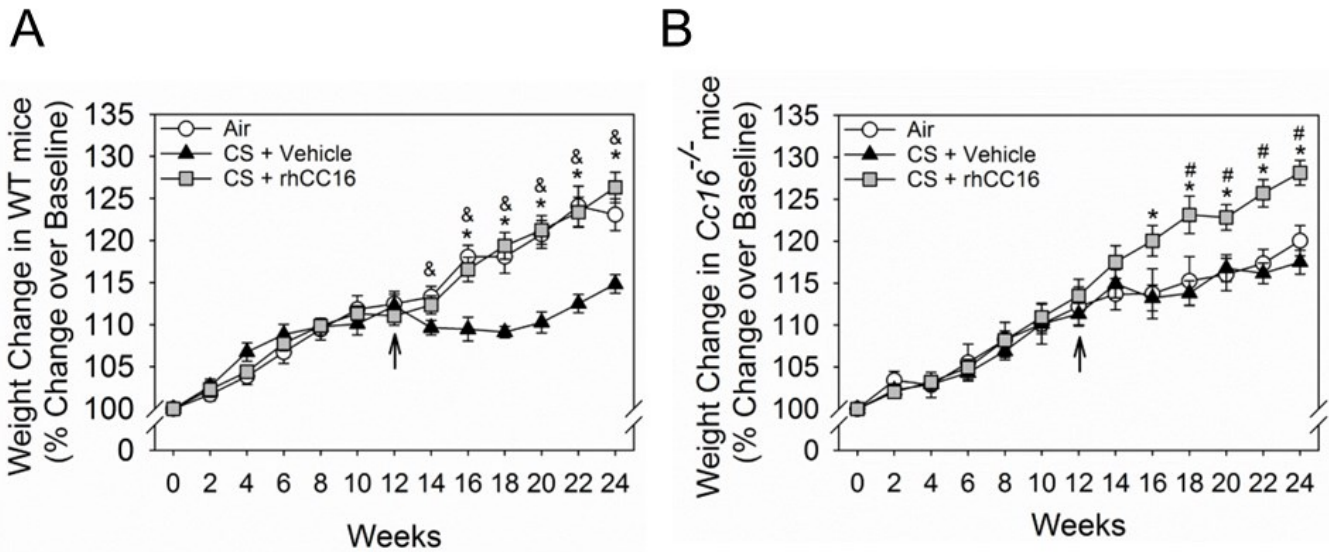 A
Weight Change in WT mice
(% Change over Baseline)
135
130
125
120
115
110
105
100
0
Air
CS + Vehicle
CS + rhCC16
&
& * & * & * & * & *
0 2 4 6 8 10 12 14 16 18 20 22 24
Weeks
B
Weight Change in Cc16-/- mice
(% Change over Baseline)
135
130
125
120
115
110
105
100
0
Air
CS + Vehicle
CS + rhCC16
*
# * # * # * # *
0 2 4 6 8 10 12 14 16 18 20 22 24
Weeks